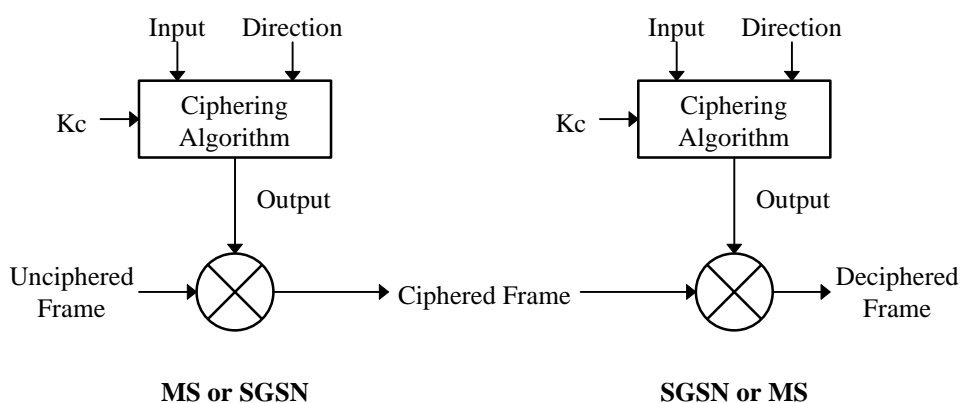 Input Direction
Kc
Ciphering
Algorithm
Output
Unciphered
Frame
Ciphered Frame
MS or SGSN
Input Direction
Kc
Ciphering
Algorithm
Output
Deciphered
Frame
SGSN or MS